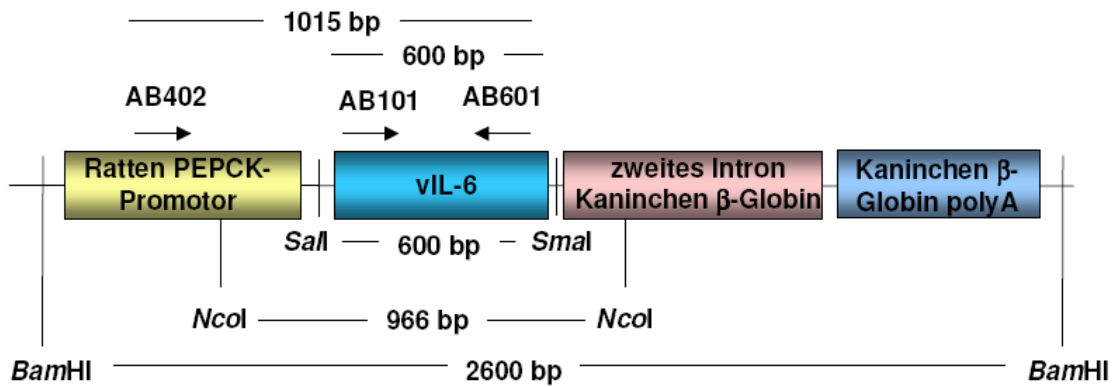 1015 bp
600 bp
AB402 AB101 AB601
Ratten PEPCK-
Promotor
vIL-6
zweites Intron
Kaninchen β-Globin
Kaninchen β-
Globin polyA
SalI 600 bp SmaI
NcoI 966 bp NcoI
BamHI 2600 bp BamHI